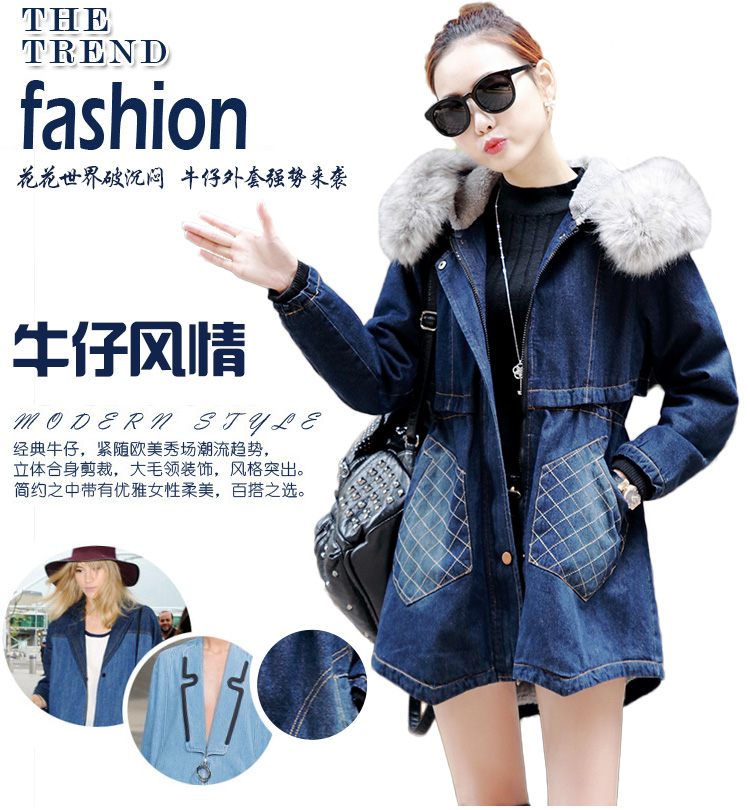 THE
TREND
fashion
花花世界破沉闷 牛仔外套强势来袭
牛仔风情
MODERN STYLE
经典牛仔，紧随欧美秀场潮流趋势，
立体合身剪裁，大毛领装饰，风格突出。
简约之中带有优雅女性柔美，百搭之选。